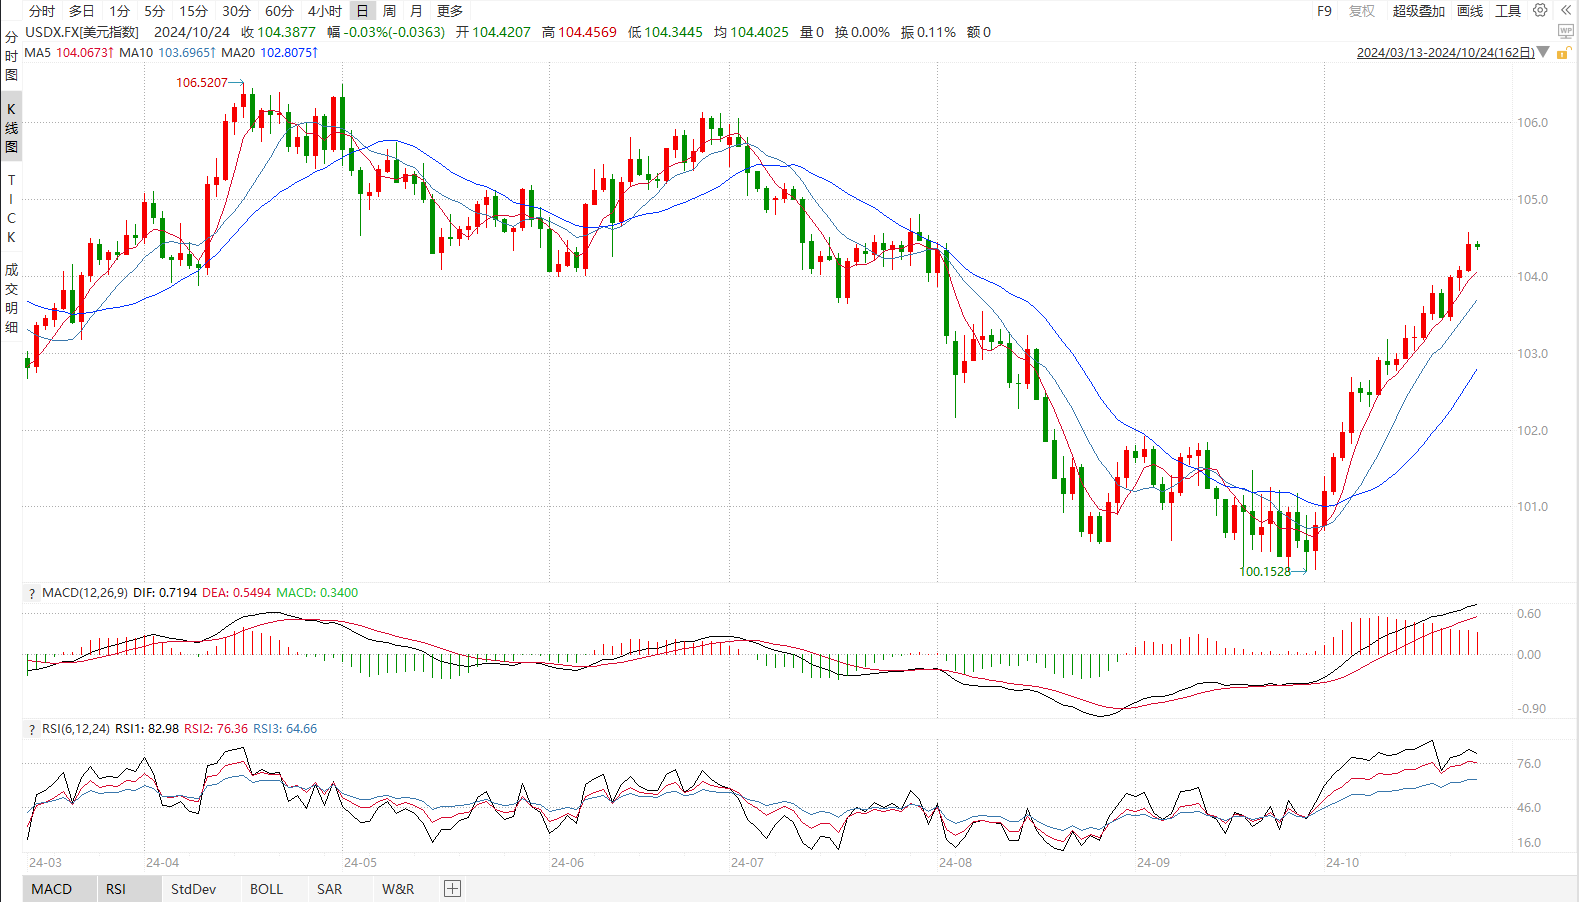 分时 多日 1分 5分 15分 30分 60分 4小时 日 周 月 更多 F9 复权 超级叠加 画线 工具
USDX.FX[美元指数] 2024/10/24 收 104.3877 幅 -0.03%(-0.0363) 开 104.4207 高 104.4569 低 104.3445 均 104.4025 量 0 换 0.00% 振 0.11% 额 0
WP
MA5 104.0673↑ MA10 103.6965↑ MA20 102.8075↑ 2024/03/13-2024/10/24(162日)
分时图
K线图
TICK
成交明细
106.5207
106.0
105.0
104.0
103.0
102.0
101.0
100.1528
? MACD(12,26,9) DIF: 0.7194 DEA: 0.5494 MACD: 0.3400
0.60
0.00
-0.90
? RSI(6,12,24) RSI1: 82.98 RSI2: 76.36 RSI3: 64.66
76.0
46.0
16.0
24-03 24-04 24-05 24-06 24-07 24-08 24-09 24-10
MACD RSI StdDev BOLL SAR W&R